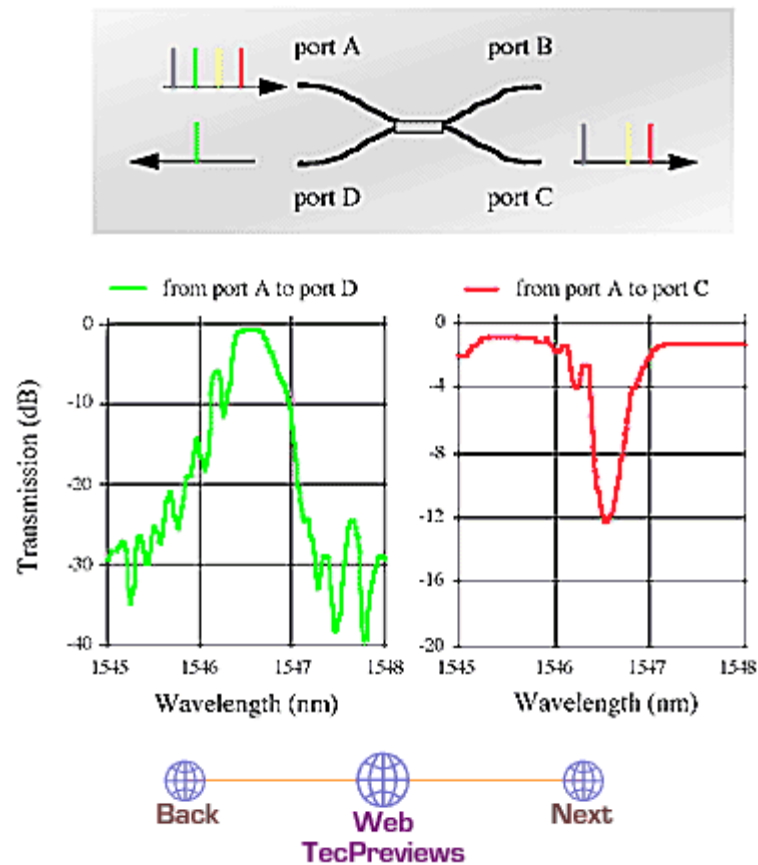 port A
port B
port D
port C
from port A to port D
from port A to port C
Transmission (dB)
0
-10
-20
-30
-40
1545
1546
1547
1548
Wavelength (nm)
0
-4
-8
-12
-16
-20
1545
1546
1547
1548
Wavelength (nm)
Back
Web
TecPreviews
Next